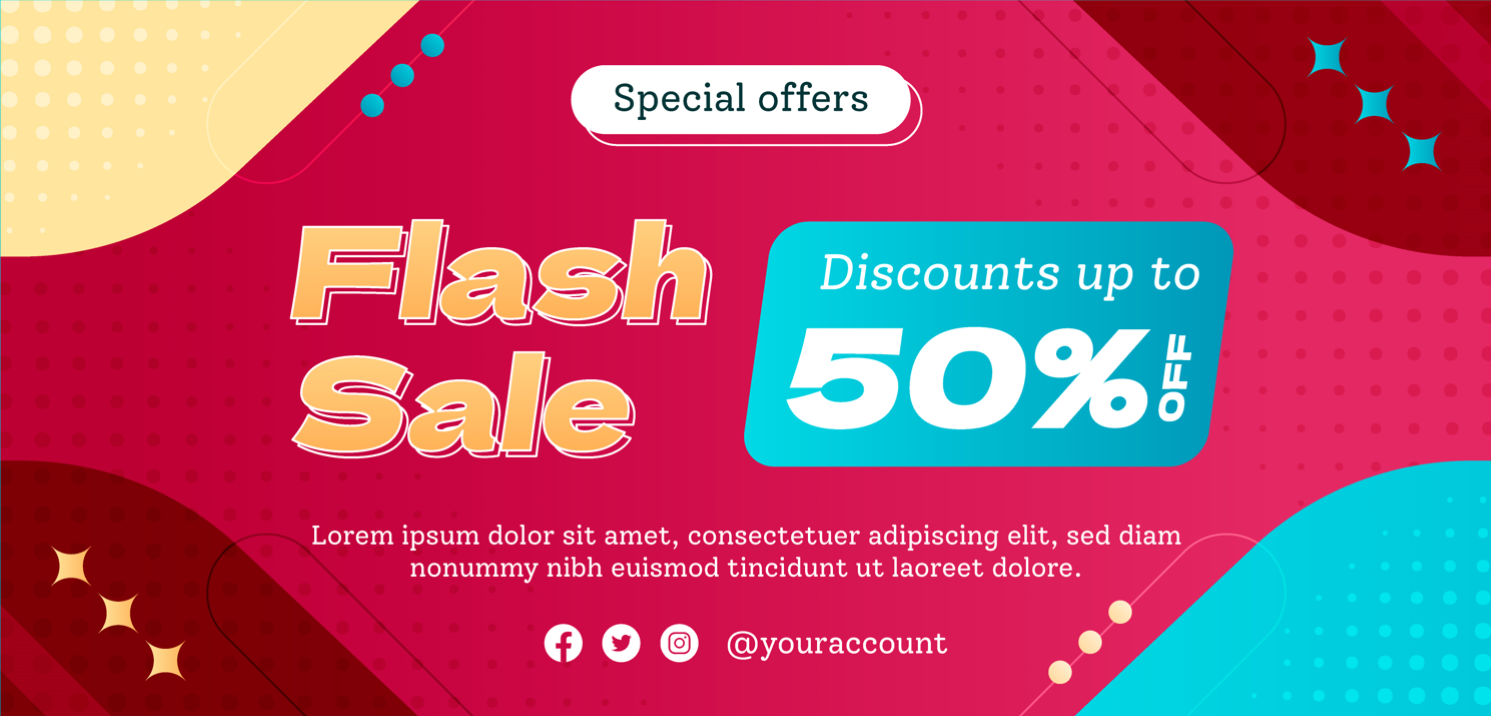 Special offers
Flash
Sale
Discounts up to
50% OFF
Lorem ipsum dolor sit amet, consectetuer adipiscing elit, sed diam
nonummy nibh euismod tincidunt ut laoreet dolore.
@youraccount